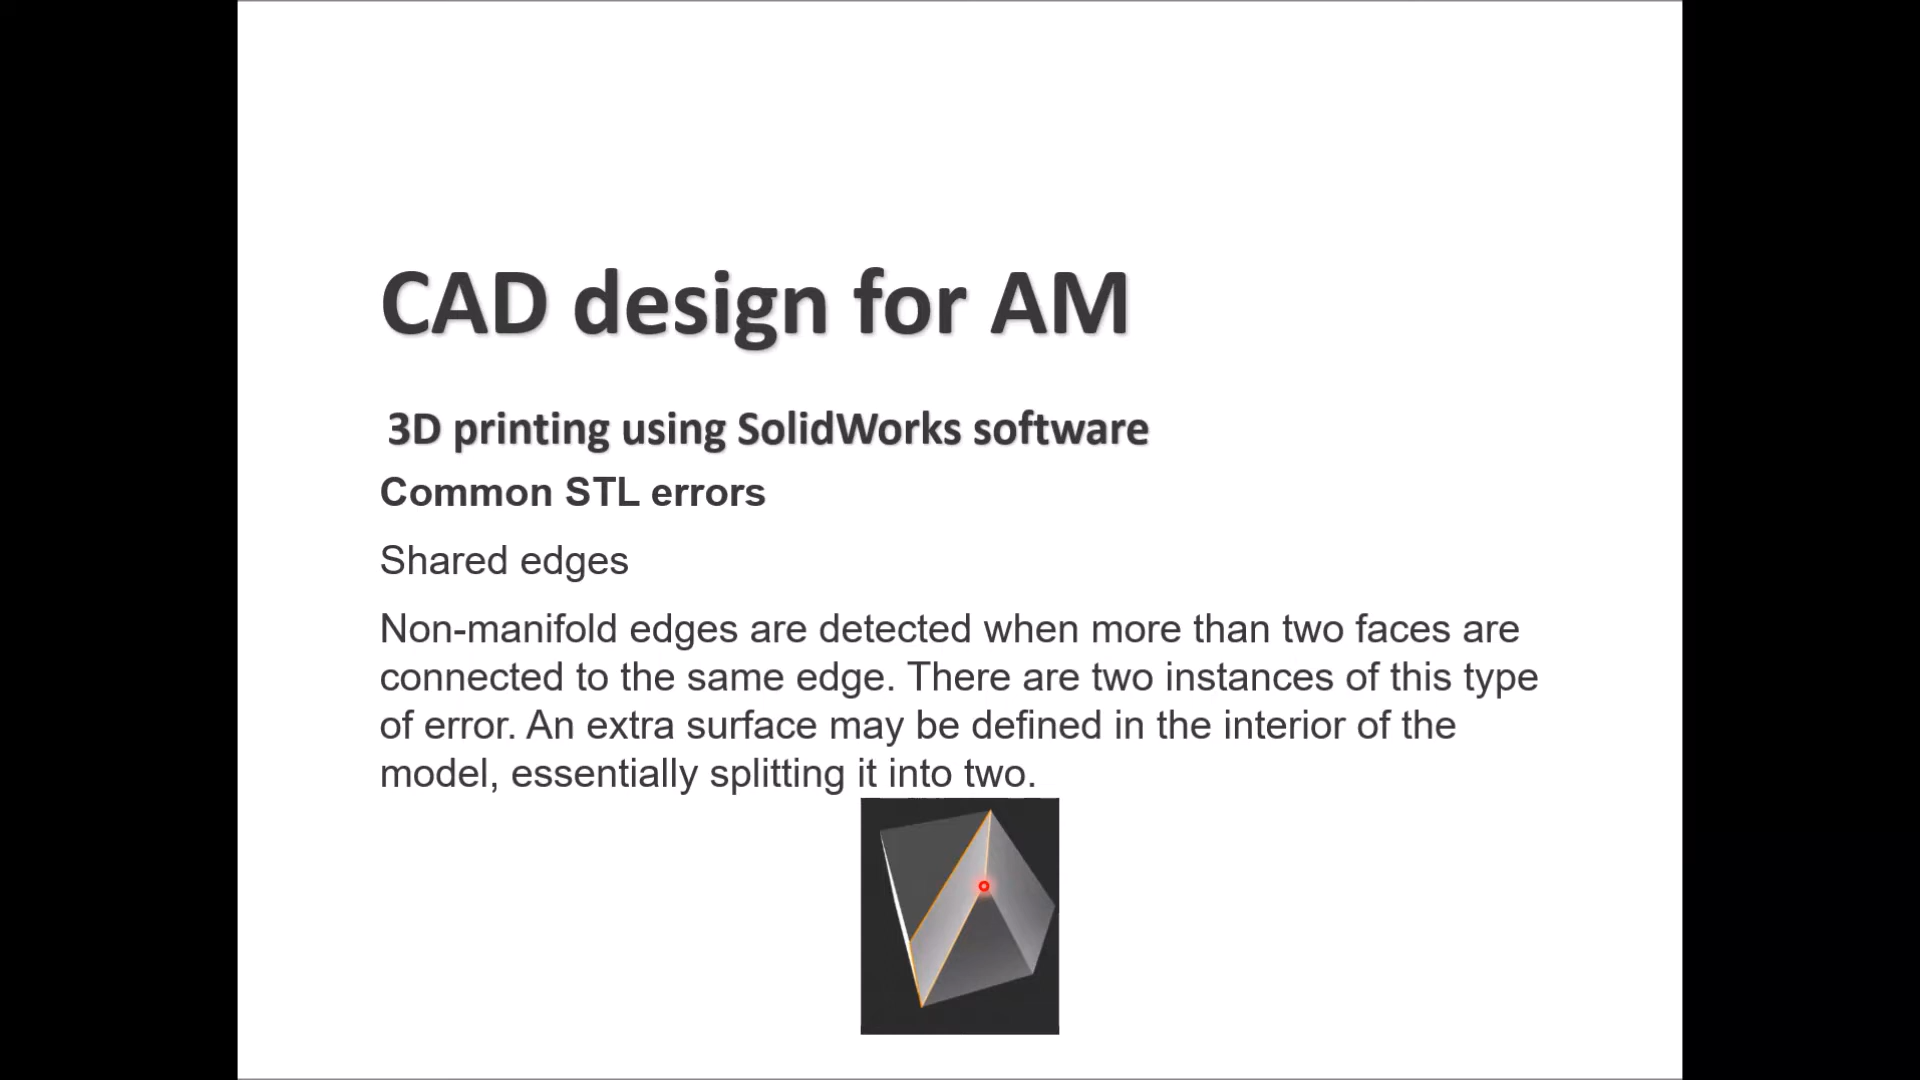 CAD design for AM
3D printing using SolidWorks software
Common STL errors
Shared edges
Non-manifold edges are detected when more than two faces are
connected to the same edge. There are two instances of this type
of error. An extra surface may be defined in the interior of the
model, essentially splitting it into two.